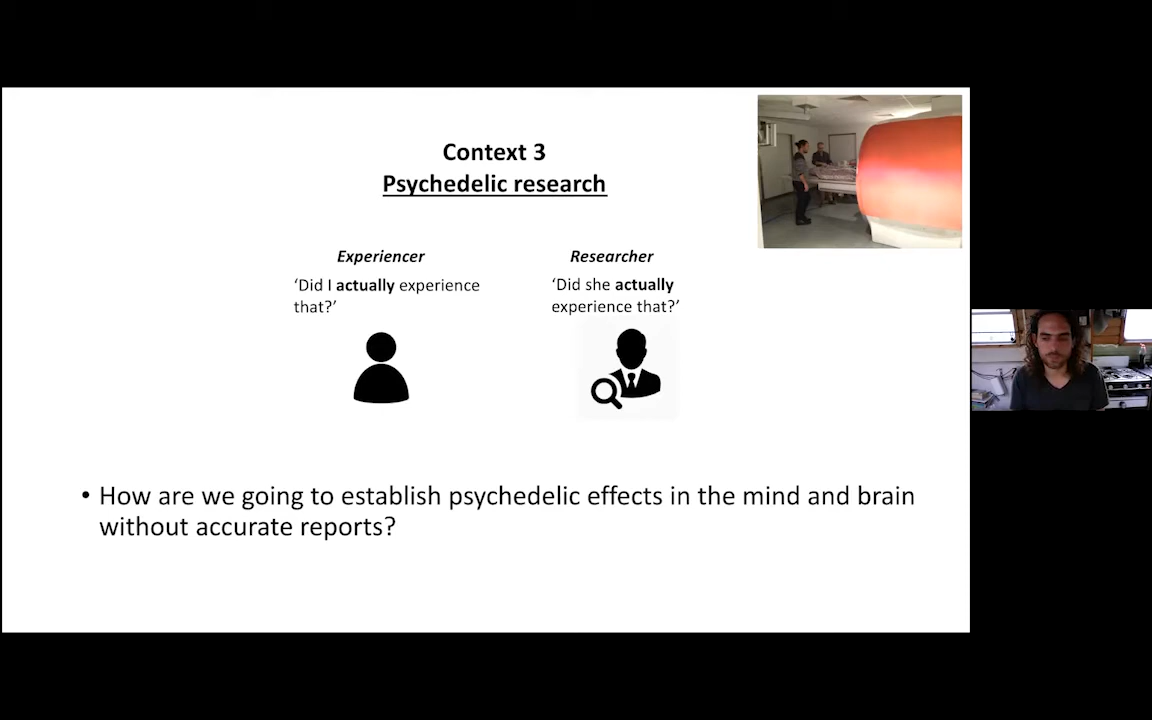 Context 3
Psychedelic research
Experiencer
‘Did I actually experience
that?’
Researcher
‘Did she actually
experience that?’
• How are we going to establish psychedelic effects in the mind and brain
without accurate reports?